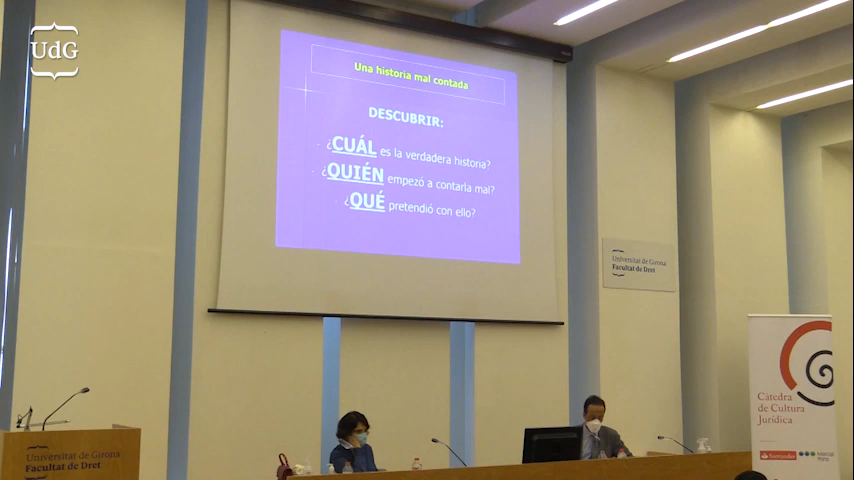 UdG
Una historia mal contada
DESCUBRIR:
- ¿CUÁL es la verdadera historia?
- ¿QUIÉN empezó a contarla mal?
- ¿QUÉ pretendió con ello?
Universitat de Girona
Facultat de Dret
Càtedra
de Cultura
Jurídica
Santander
Universitat de Girona
Facultat de Dret